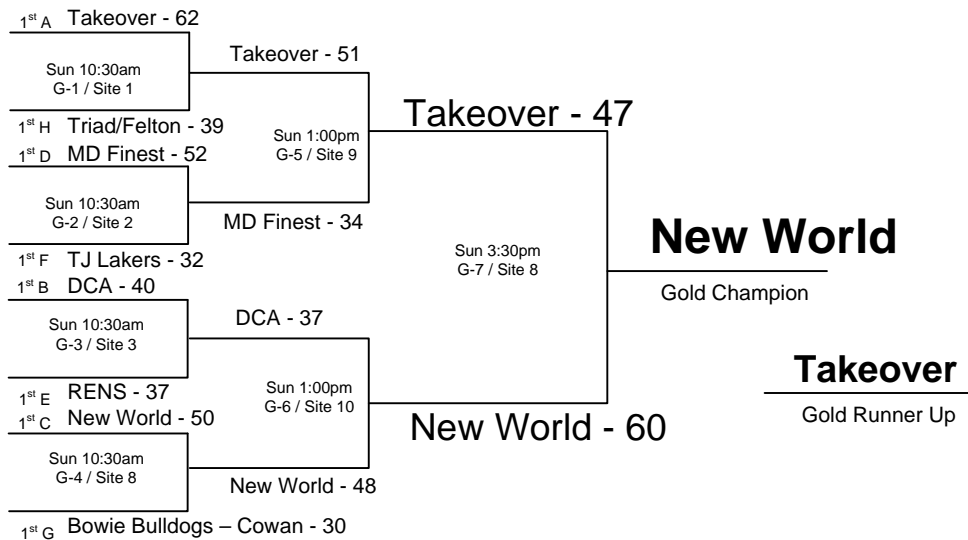 1st A Takeover - 62
Sun 10:30am
G-1 / Site 1
1st H Triad/Felton - 39
1st D MD Finest - 52
Sun 10:30am
G-2 / Site 2
1st F TJ Lakers - 32
1st B DCA - 40
Sun 10:30am
G-3 / Site 3
1st E RENS - 37
1st C New World - 50
Sun 10:30am
G-4 / Site 8
1st G Bowie Bulldogs – Cowan - 30
Takeover - 51
Sun 1:00pm
G-5 / Site 9
MD Finest - 34
DCA - 37
Sun 1:00pm
G-6 / Site 10
New World - 48
Takeover - 47
Sun 3:30pm
G-7 / Site 8
New World - 60
New World
Gold Champion
Takeover
Gold Runner Up